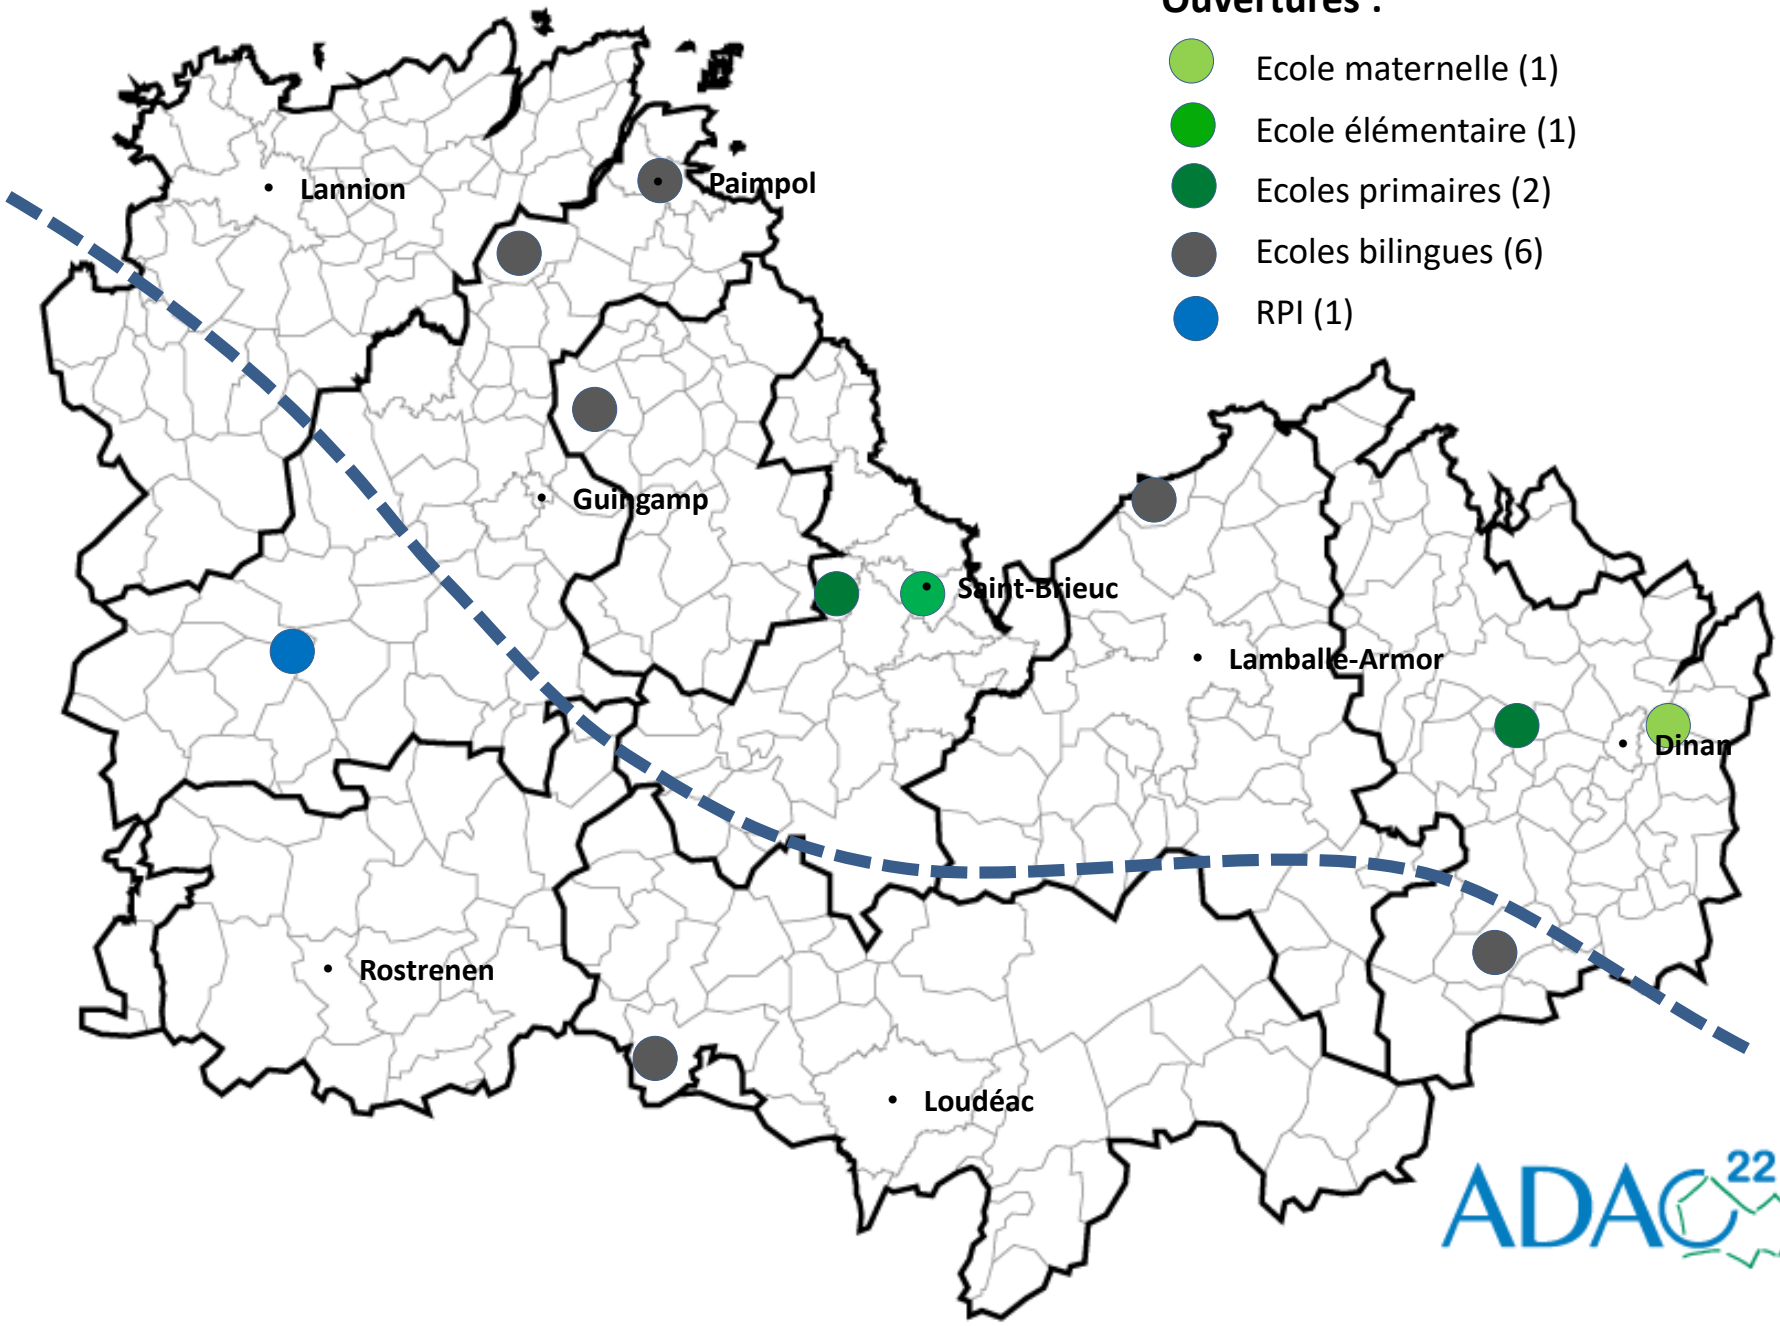 Ouvertures :
Ecole maternelle (1)
Ecole élémentaire (1)
Ecoles primaires (2)
Ecoles bilingues (6)
RPI (1)
Lannion
Paimpol
Guingamp
Saint-Brieuc
Lamballe-Armor
Dinan
Rostrenen
Loudéac
ADAC 22